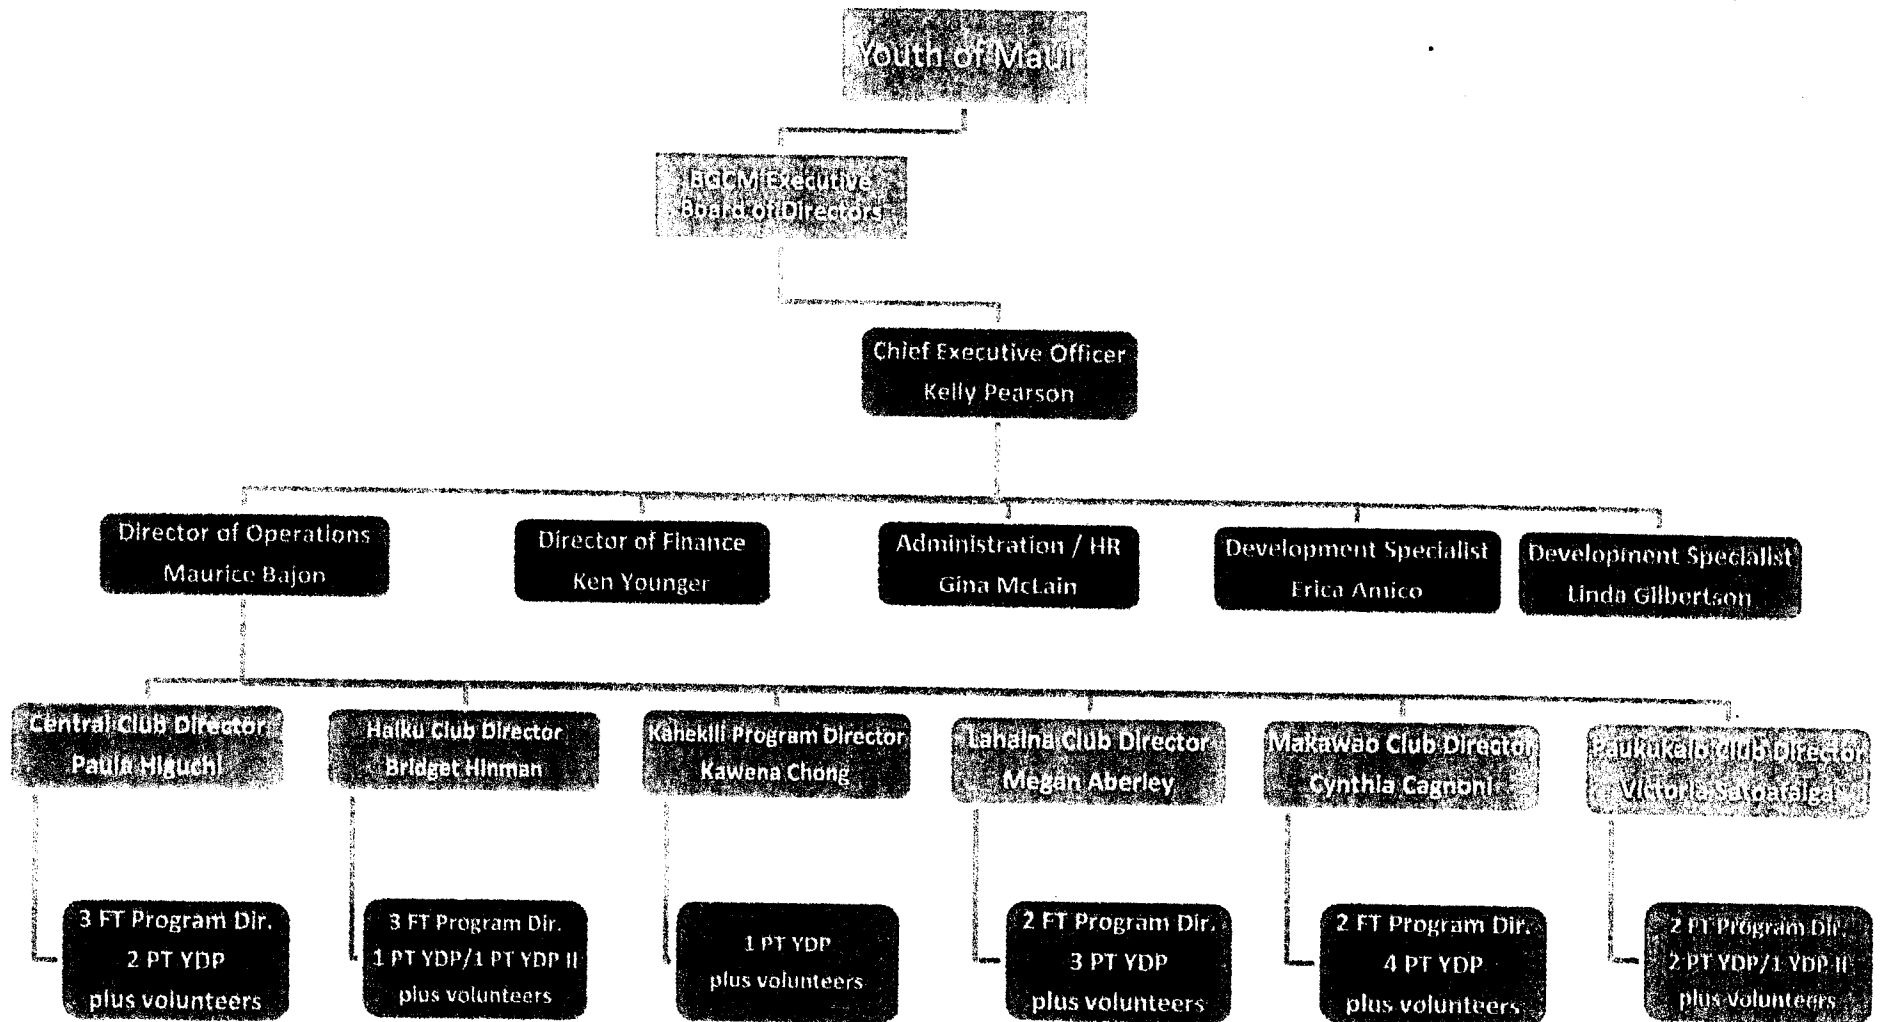 Youth of Maui
BGCM Executive
Board of Directors
Chief Executive Officer
Kelly Pearson
Director of Operations
Maurice Bajon
Director of Finance
Ken Younger
Administration / HR
Gina McLain
Development Specialist
Erica Amico
Development Specialist
Linda Gilbertson
Central Club Director
Paula Higuchi
Haiku Club Director
Bridget Hinman
Kahekili Program Director
Kawena Chong
Lahaina Club Director
Megan Aberley
Makawao Club Director
Cynthia Cagnoni
Paukukalo Club Director
Victoria
3 FT Program Dir.
2 PT YDP
plus volunteers
3 FT Program Dir.
1 PT YDP/1 PT YDP II
plus volunteers
1 PT YDP
plus volunteers
2 FT Program Dir.
3 PT YDP
plus volunteers
2 FT Program Dir.
4 PT YDP
plus volunteers
2 FT Program Dir.
2 PT YDP/1 YDP II
plus volunteers